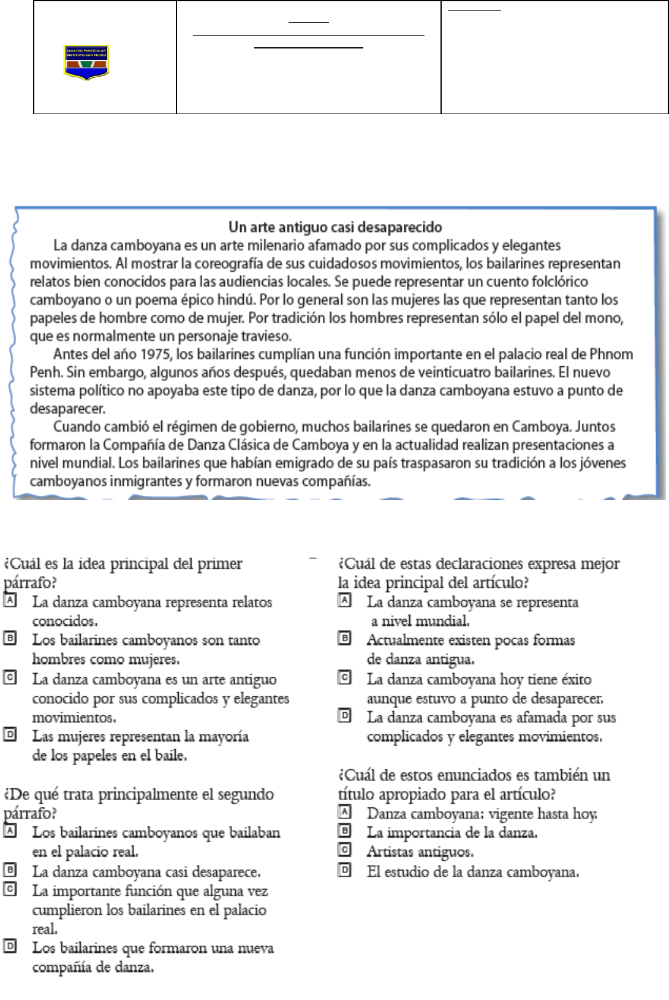 COLEGIO PARTICULAR
INSTITUTO SAN PEDRO
Un arte antiguo casi desaparecido
La danza camboyana es un arte milenario afamado por sus complicados y elegantes
movimientos. Al mostrar la coreografía de sus cuidadosos movimientos, los bailarines representan
relatos bien conocidos para las audiencias locales. Se puede representar un cuento folclórico
camboyano o un poema épico hindú. Por lo general son las mujeres las que representan tanto los
papeles de hombre como de mujer. Por tradición los hombres representan sólo el papel del mono,
que es normalmente un personaje travieso.
Antes del año 1975, los bailarines cumplían una función importante en el palacio real de Phnom
Penh. Sin embargo, algunos años después, quedaban menos de veinticuatro bailarines. El nuevo
sistema político no apoyaba este tipo de danza, por lo que la danza camboyana estuvo a punto de
desaparecer.
Cuando cambió el régimen de gobierno, muchos bailarines se quedaron en Camboya. Juntos
formaron la Compañía de Danza Clásica de Camboya y en la actualidad realizan presentaciones a
nivel mundial. Los bailarines que habían emigrado de su país traspasaron su tradición a los jóvenes
camboyanos inmigrantes y formaron nuevas compañías.
¿Cuál es la idea principal del primer
párrafo?
A La danza camboyana representa relatos
conocidos.
B Los bailarines camboyanos son tanto
hombres como mujeres.
C La danza camboyana es un arte antiguo
conocido por sus complicados y elegantes
movimientos.
D Las mujeres representan la mayoría
de los papeles en el baile.
¿De qué trata principalmente el segundo
párrafo?
A Los bailarines camboyanos que bailaban
en el palacio real.
B La danza camboyana casi desaparece.
C La importante función que alguna vez
cumplieron los bailarines en el palacio
real.
D Los bailarines que formaron una nueva
compañía de danza.
¿Cuál de estas declaraciones expresa mejor
la idea principal del artículo?
A La danza camboyana se representa
a nivel mundial.
B Actualmente existen pocas formas
de danza antigua.
C La danza camboyana hoy tiene éxito
aunque estuvo a punto de desaparecer.
D La danza camboyana es afamada por sus
complicados y elegantes movimientos.
¿Cuál de estos enunciados es también un
título apropiado para el artículo?
A Danza camboyana: vigente hasta hoy.
B La importancia de la danza.
C Artistas antiguos.
D El estudio de la danza camboyana.